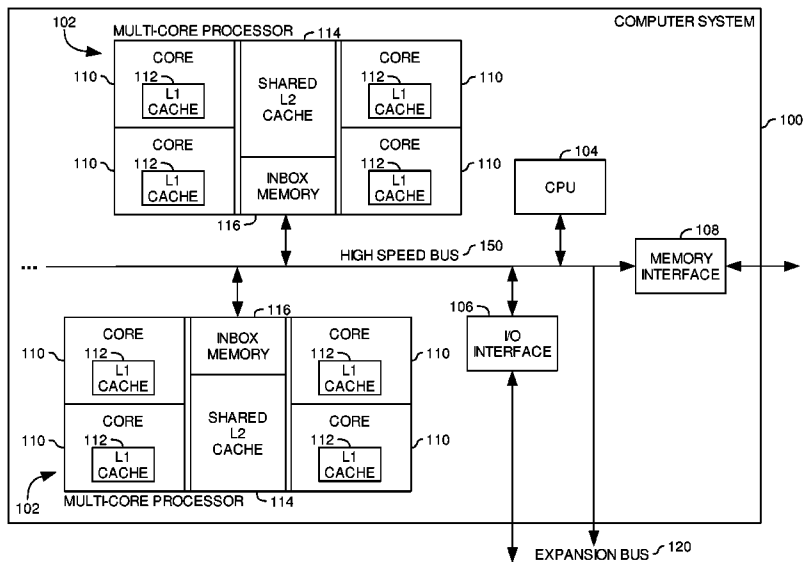 COMPUTER SYSTEM
100
102
MULTI-CORE PROCESSOR
114
110
CORE
112
L1
CACHE
SHARED
L2
CACHE
CORE
112
L1
CACHE
110
110
CORE
112
L1
CACHE
INBOX
MEMORY
116
CORE
112
L1
CACHE
110
104
CPU
108
MEMORY
INTERFACE
...
HIGH SPEED BUS
150
116
110
CORE
112
L1
CACHE
INBOX
MEMORY
CORE
112
L1
CACHE
110
106
I/O
INTERFACE
110
CORE
112
L1
CACHE
SHARED
L2
CACHE
CORE
112
L1
CACHE
110
102
MULTI-CORE PROCESSOR
114
EXPANSION BUS
120